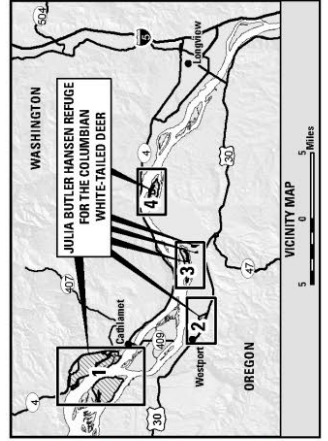 WASHINGTON
504
5
Longview
JULIA BUTLER HANSEN REFUGE
FOR THE COLUMBIAN
WHITE-TAILED DEER
407
4
4
4
30
3
47
2
Westport
409
Cathlamet
1
30
OREGON
5 0 5
Miles
VICINITY MAP